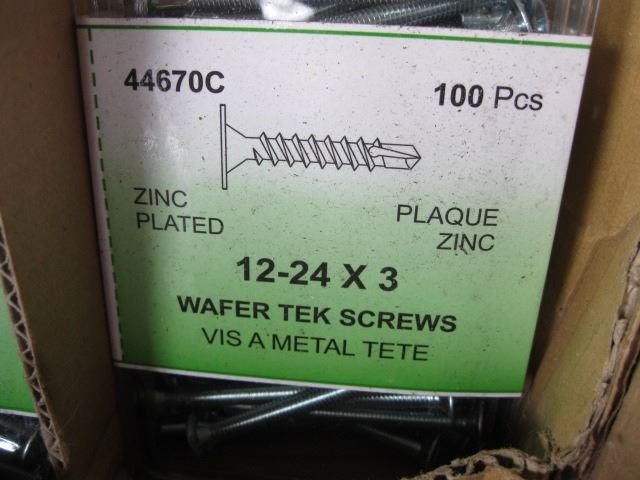 44670C
100 Pcs
ZINC
PLATED
PLAQUE
ZINC
12-24 X 3
WAFER TEK SCREWS
VIS A METAL TETE